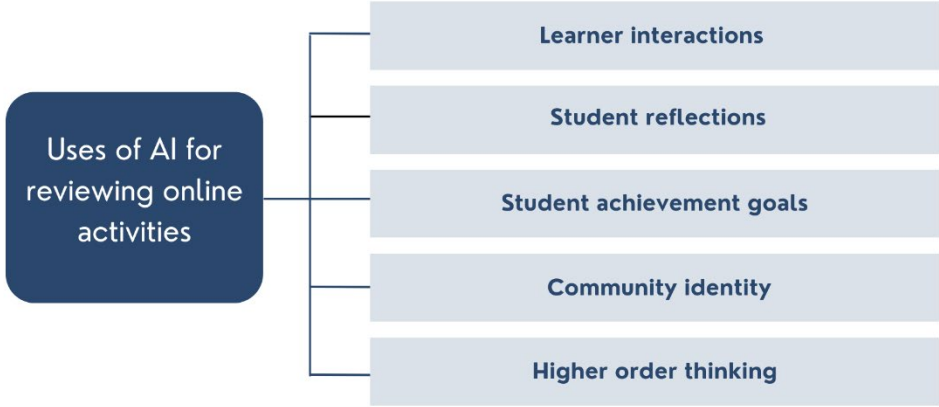 Uses of AI for
reviewing online
activities
Learner interactions
Student reflections
Student achievement goals
Community identity
Higher order thinking